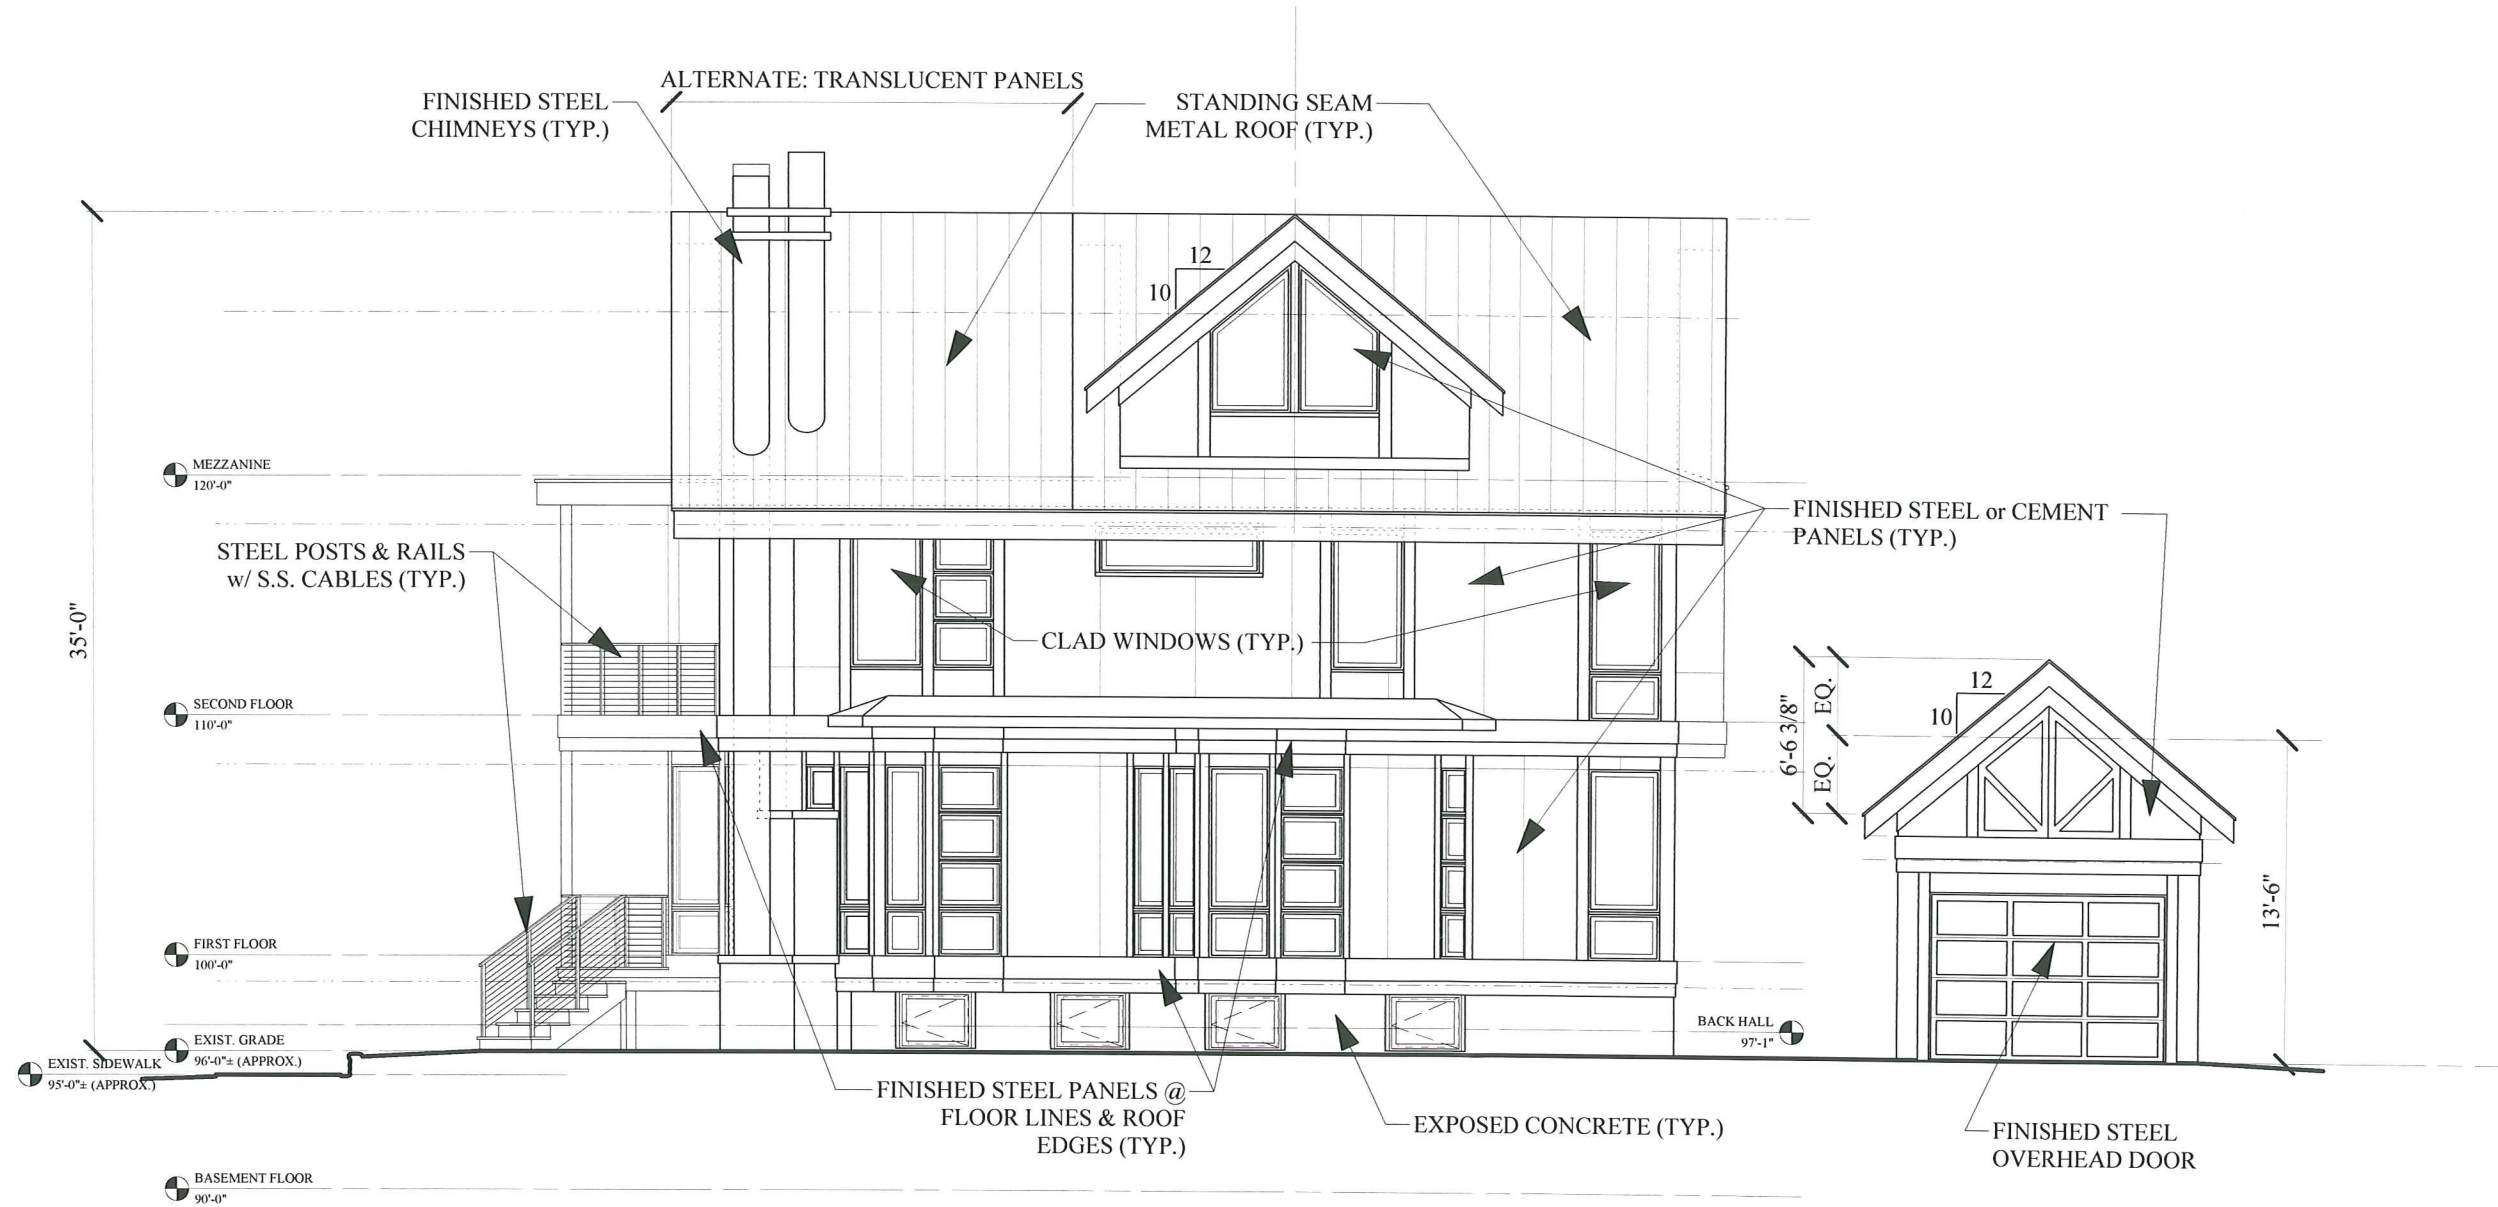 ALTERNATE: TRANSLUCENT PANELS
FINISHED STEEL
CHIMNEYS (TYP.)
STANDING SEAM
METAL ROOF (TYP.)
12
10
MEZZANINE
120'-0"
FINISHED STEEL or CEMENT
PANELS (TYP.)
STEEL POSTS & RAILS
w/ S.S. CABLES (TYP.)
35'-0"
CLAD WINDOWS (TYP.)
SECOND FLOOR
110'-0"
6'-6 3/8"
EQ.
EQ.
12
10
13'-6"
FIRST FLOOR
100'-0"
BACK HALL
97'-1"
EXIST. GRADE
96'-0"± (APPROX.)
EXIST. SIDEWALK
95'-0"± (APPROX.)
FINISHED STEEL PANELS @
FLOOR LINES & ROOF
EDGES (TYP.)
EXPOSED CONCRETE (TYP.)
FINISHED STEEL
OVERHEAD DOOR
BASEMENT FLOOR
90'-0"